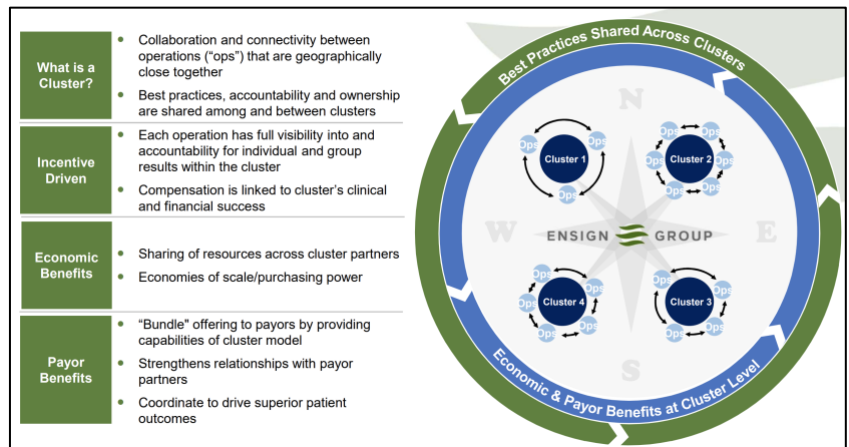 What is a
Cluster?
• Collaboration and connectivity between
operations (“ops”) that are geographically
close together
• Best practices, accountability and ownership
are shared among and between clusters
Incentive
Driven
• Each operation has full visibility into and
accountability for individual and group
results within the cluster
• Compensation is linked to cluster’s clinical
and financial success
Economic
Benefits
• Sharing of resources across cluster partners
• Economies of scale/purchasing power
Payor
Benefits
• “Bundle" offering to payors by providing
capabilities of cluster model
• Strengthens relationships with payor
partners
• Coordinate to drive superior patient
outcomes
Best Practices Shared Across Clusters
N
Ops
Ops
Cluster 1
Ops
Ops
Ops
Ops
Cluster 2
Ops
Ops
Ops
W
ENSIGN GROUP
E
Ops
Ops
Ops
Cluster 4
Ops
Ops
Ops
Ops
Cluster 3
Ops
Ops
S
Economic & Payor Benefits at Cluster Level